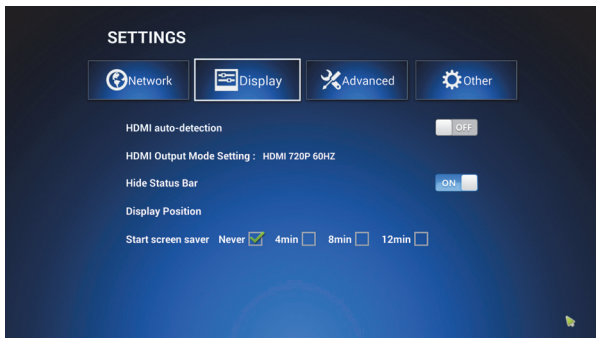 SETTINGS
Network Display Advanced Other
HDMI auto-detection OFF
HDMI Output Mode Setting : HDMI 720P 60HZ
Hide Status Bar ON
Display Position
Start screen saver Never 4min 8min 12min